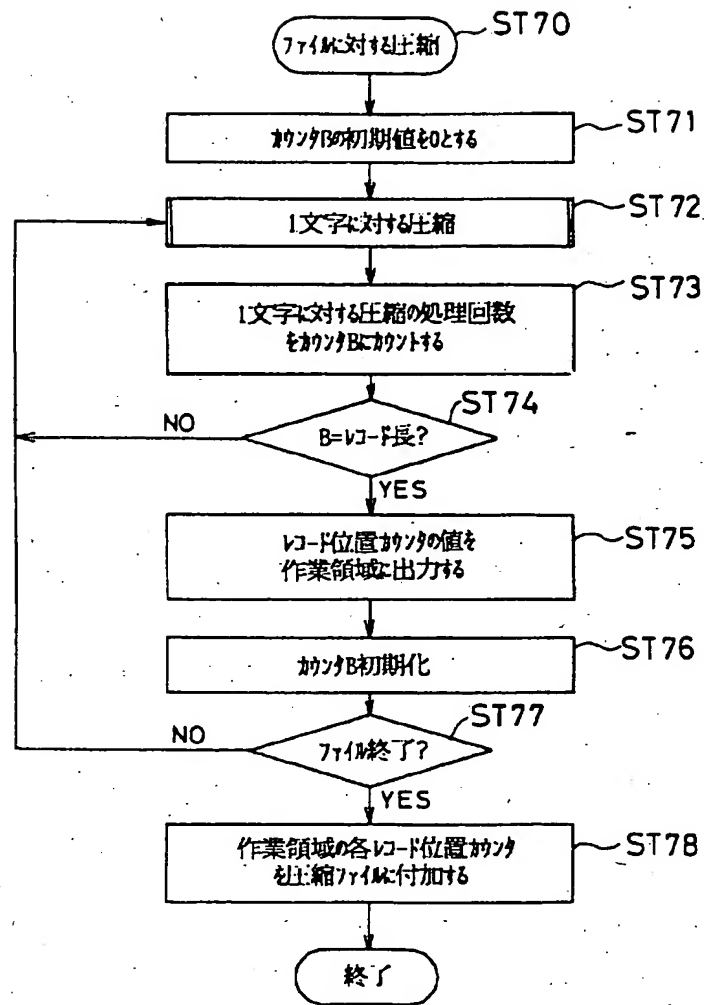 ファイルに対する圧縮
ST70
カウンタBの初期値を0とする
ST71
1文字に対する圧縮
ST72
1文字に対する圧縮の処理回数
をカウンタBにカウントする
ST73
B=レコード長?
ST74
NO
YES
レコード位置カウンタの値を
作業領域に出力する
ST75
カウンタB初期化
ST76
ファイル終了?
ST77
NO
YES
作業領域の各レコード位置カウンタ
を圧縮ファイルに付加する
ST78
終了